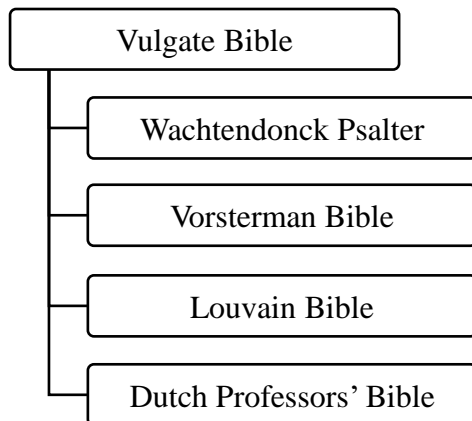 Vulgate Bible
Wachtendonck Psalter
Vorsterman Bible
Louvain Bible
Dutch Professors’ Bible